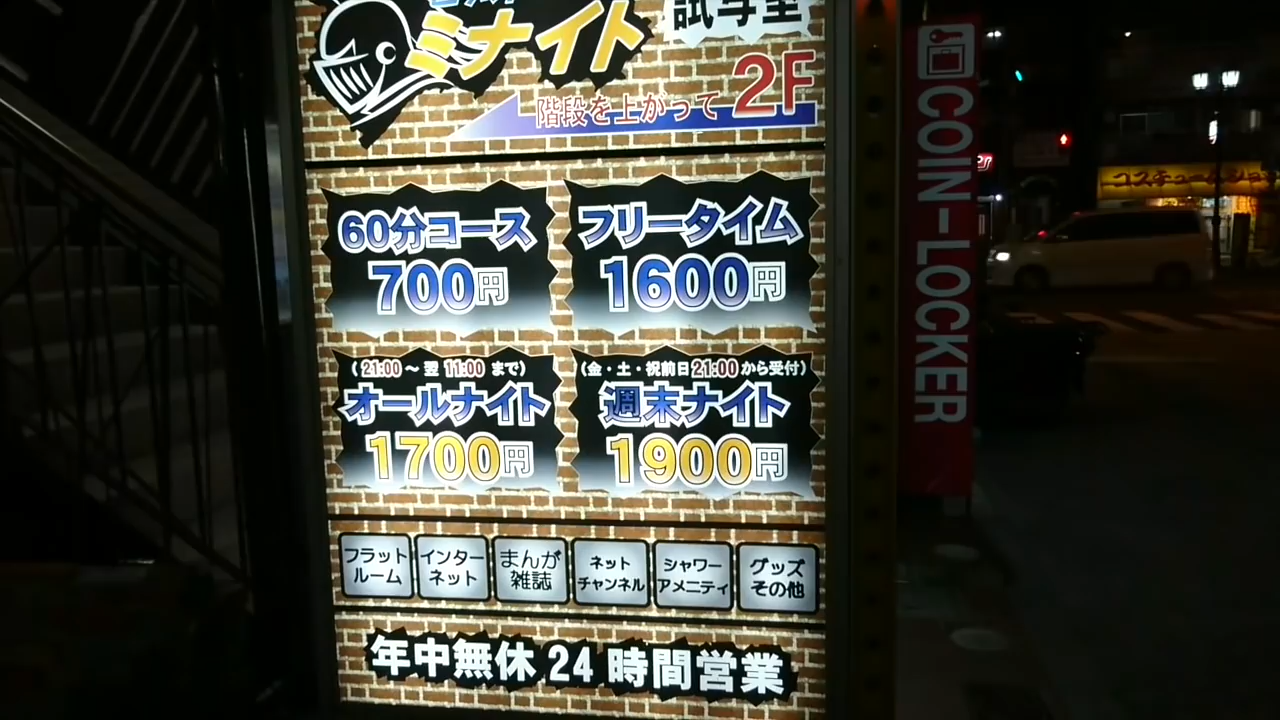 ミナイト
試写室
階段を上がって 2F
60分コース
700円
フリータイム
1600円
(21:00～翌11:00まで)
オールナイト
1700円
(金・土・祝前日21:00から受付)
週末ナイト
1900円
フラット
ルーム
インター
ネット
まんが
雑誌
ネット
チャンネル
シャワー
アメニティ
グッズ
その他
年中無休 24 時間営業
COIN-LOCKER